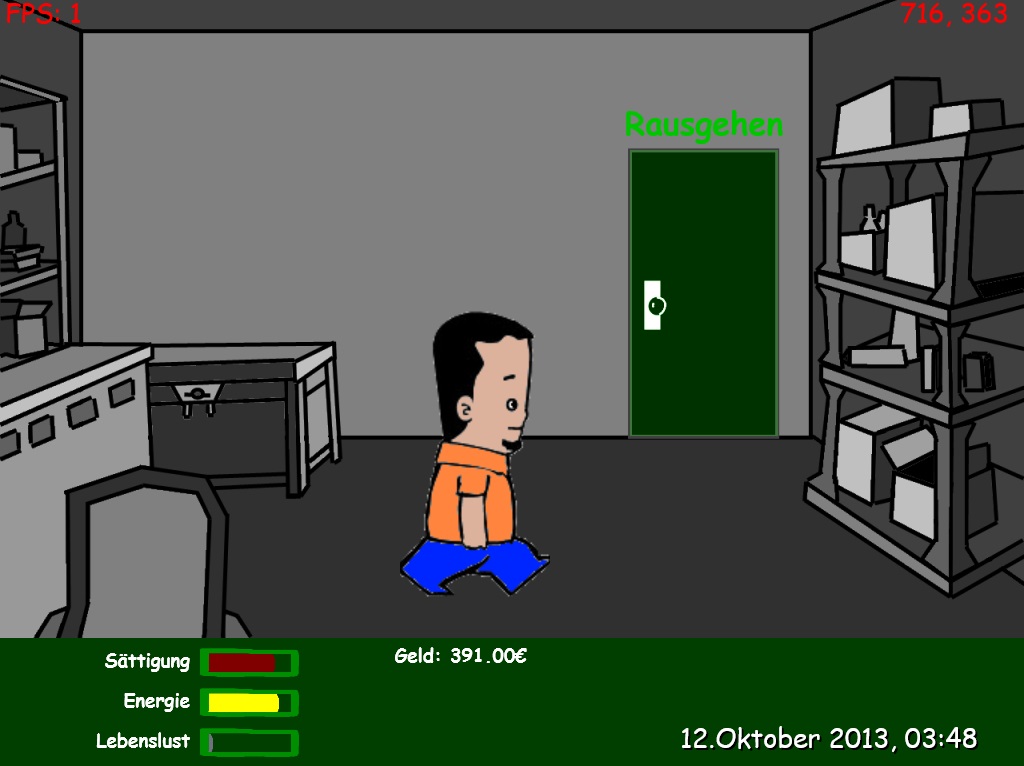 FPS: 1
716, 363
Rausgehen
Sättigung
Geld: 391.00€
Energie
Lebenslust
12.Oktober 2013, 03:48